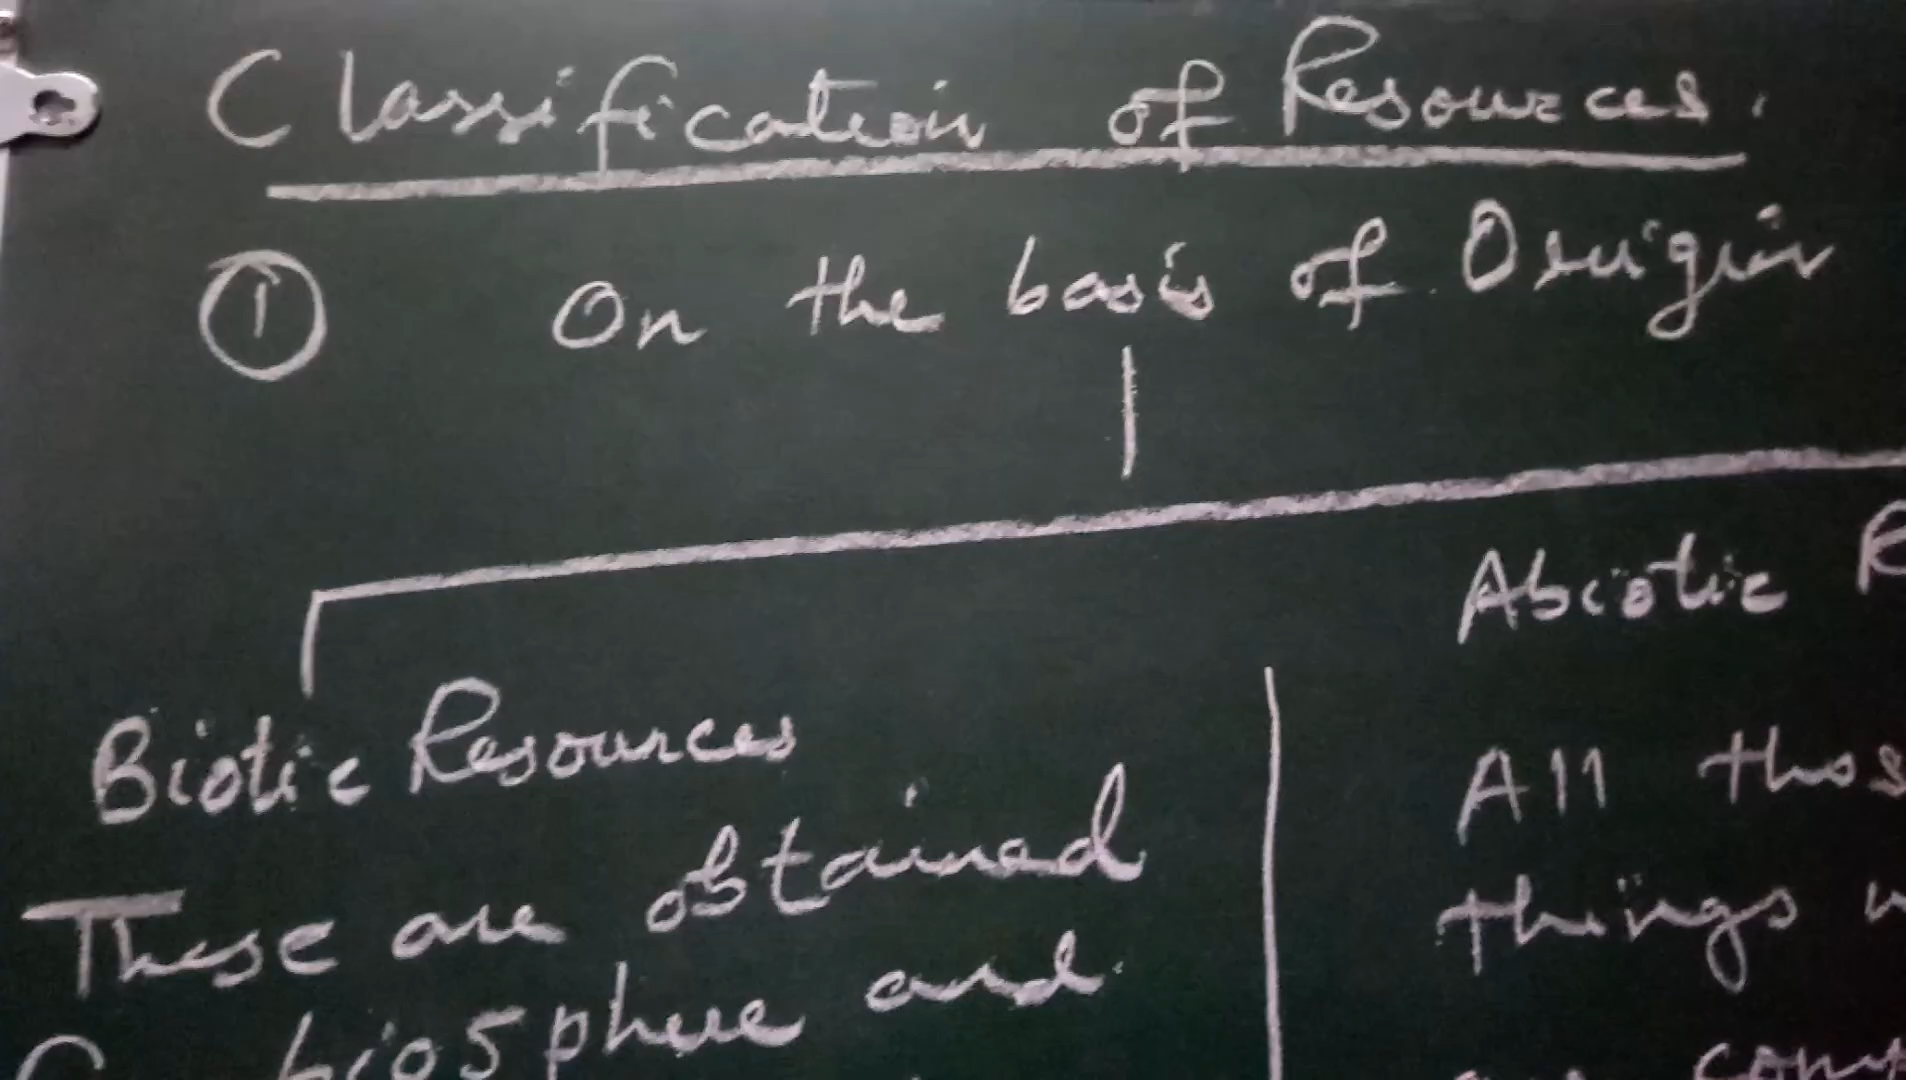 Classification of Resources.
① On the basis of Origin
Biotic Resources
These are obtained
biosphere and
Abiotic
All
things